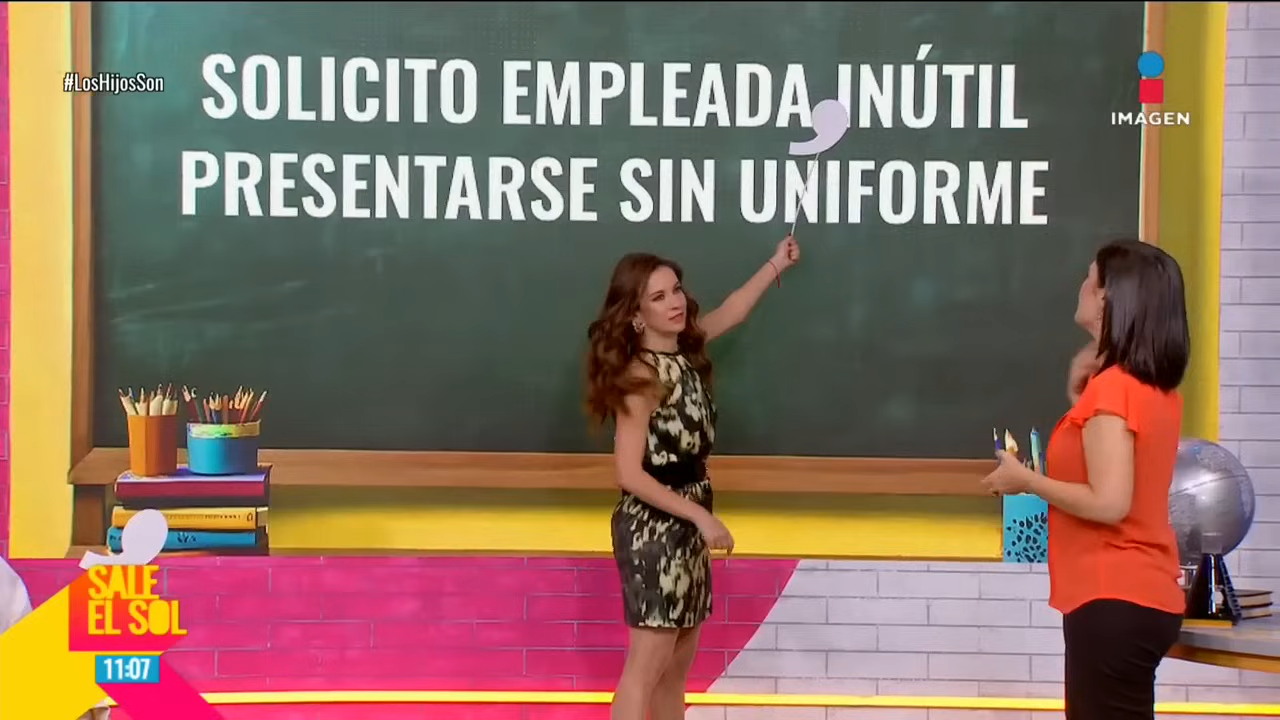 #LosHijosSon
SOLICITO EMPLEADA, INÚTIL
PRESENTARSE SIN UNIFORME
IMAGEN
SALE
EL SOL
11:07